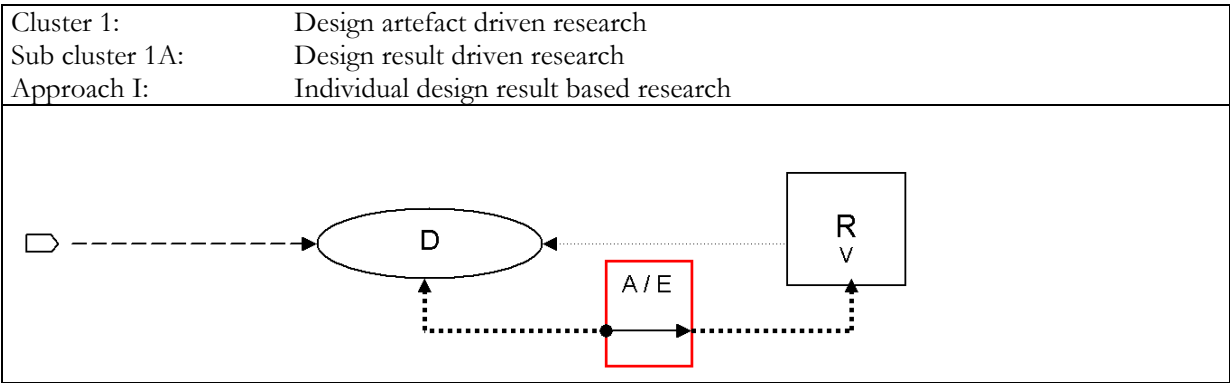 Cluster 1: Design artefact driven research
Sub cluster 1A: Design result driven research
Approach I: Individual design result based research
D
R
V
A / E